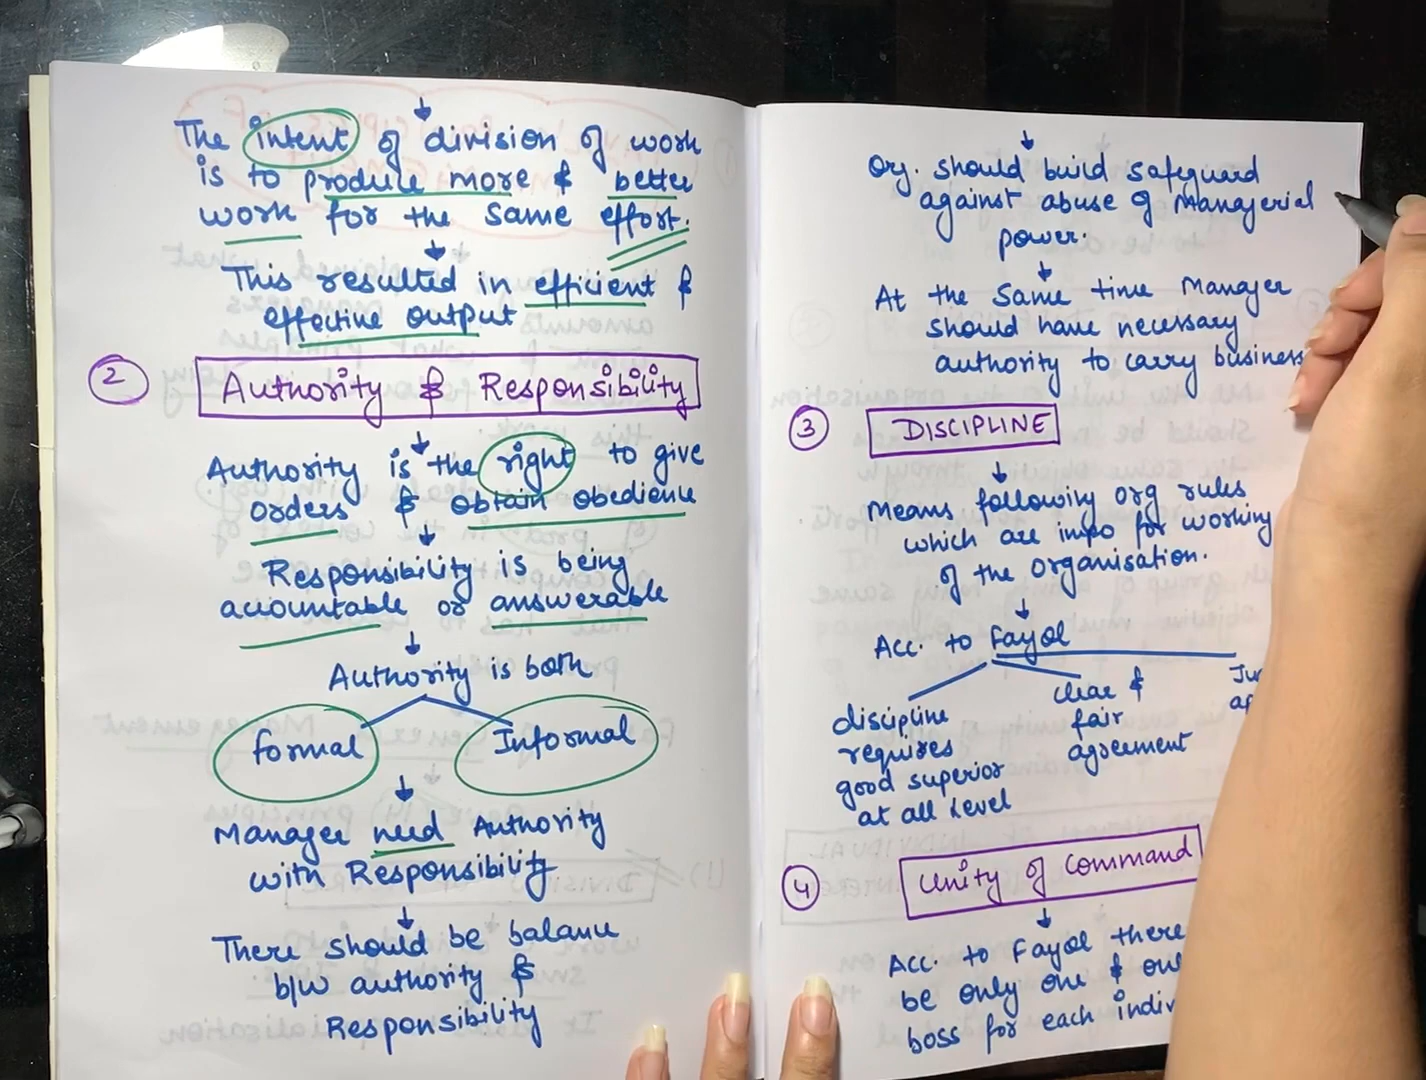 The intent of division of work
is to produce more & better
work for the same effort.
This resulted in efficient &
effective output
2 Authority & Responsibility
Authority is the right to give
orders & obtain obedience
Responsibility is being
accountable or answerable
Authority is both
formal Informal
Manager need Authority
with Responsibility
There should be balance
b/w authority &
Responsibility
Org. should build safeguard
against abuse of Managerial
power.
At the same time Manager
should have necessary
authority to carry business
3 DISCIPLINE
Means following org rules
which are impo for working
of the organisation.
Acc. to Fayol
discipline
requires
good superior
at all level
clear &
fair
agreement
4 Unity of Command
Acc. to Fayol there
be only one & one
boss for each